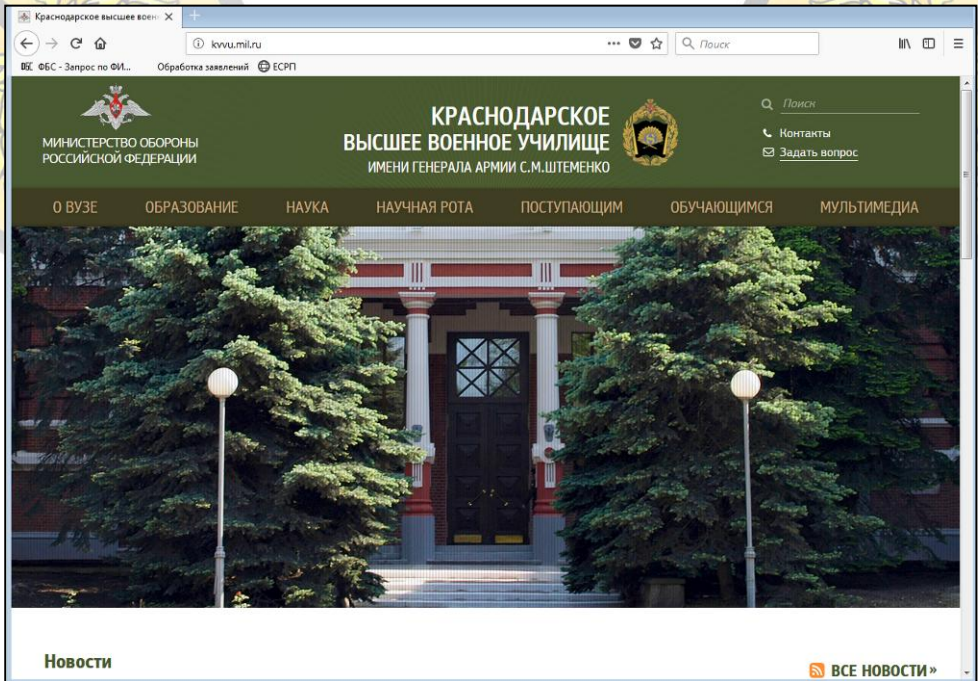 Краснодарское высшее воен
kvvu.mil.ru
Поиск
ФБС - Запрос по ФИ...
Обработка заявлений
ЕСРП
МИНИСТЕРСТВО ОБОРОНЫ
РОССИЙСКОЙ ФЕДЕРАЦИИ
КРАСНОДАРСКОЕ
ВЫСШЕЕ ВОЕННОЕ УЧИЛИЩЕ
ИМЕНИ ГЕНЕРАЛА АРМИИ С.М.ШТЕМЕНКО
Поиск
Контакты
Задать вопрос
О ВУЗЕ ОБРАЗОВАНИЕ НАУКА НАУЧНАЯ РОТА ПОСТУПАЮЩИМ ОБУЧАЮЩИМСЯ МУЛЬТИМЕДИА
Новости
ВСЕ НОВОСТИ»